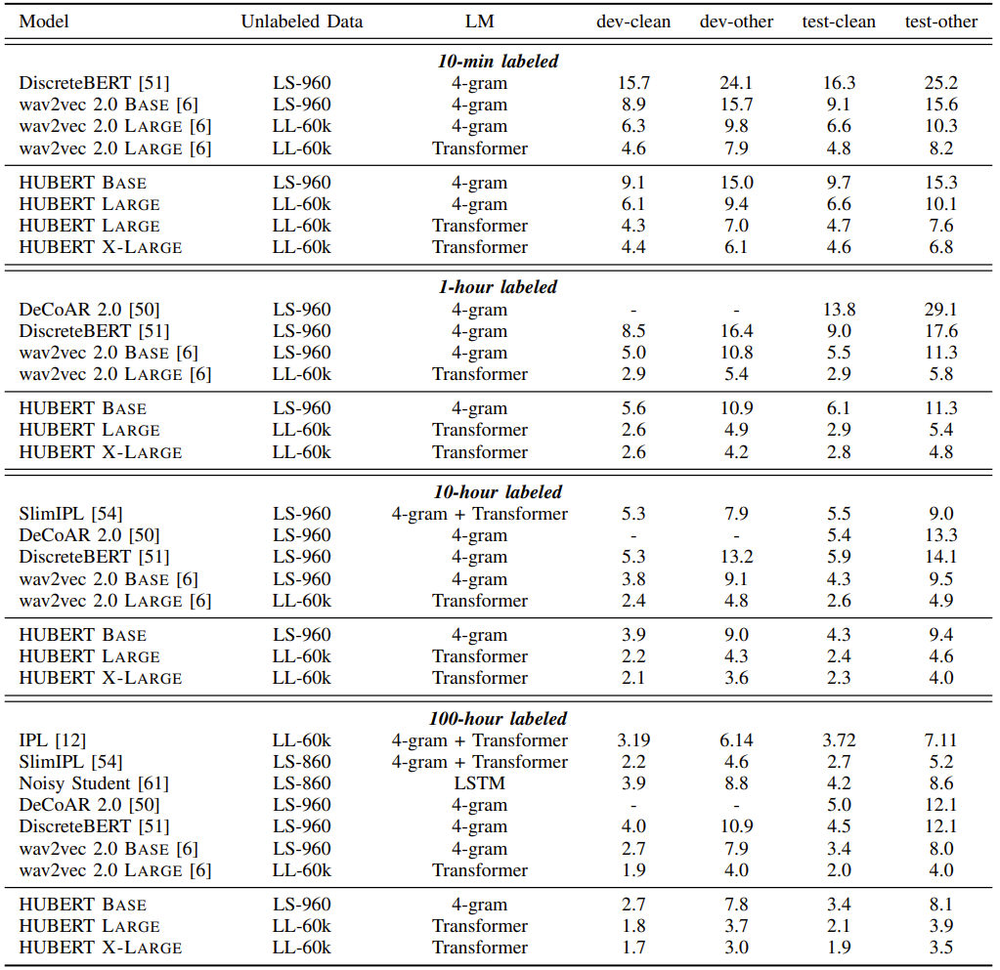 Model Unlabeled Data LM dev-clean dev-other test-clean test-other
10-min labeled
DiscreteBERT [51] LS-960 4-gram 15.7 24.1 16.3 25.2
wav2vec 2.0 BASE [6] LS-960 4-gram 8.9 15.7 9.1 15.6
wav2vec 2.0 LARGE [6] LL-60k 4-gram 6.3 9.8 6.6 10.3
wav2vec 2.0 LARGE [6] LL-60k Transformer 4.6 7.9 4.8 8.2
HUBERT BASE LS-960 4-gram 9.1 15.0 9.7 15.3
HUBERT LARGE LL-60k 4-gram 6.1 9.4 6.6 10.1
HUBERT LARGE LL-60k Transformer 4.3 7.0 4.7 7.6
HUBERT X-LARGE LL-60k Transformer 4.4 6.1 4.6 6.8
1-hour labeled
DeCoAR 2.0 [50] LS-960 4-gram - - 13.8 29.1
DiscreteBERT [51] LS-960 4-gram 8.5 16.4 9.0 17.6
wav2vec 2.0 BASE [6] LS-960 4-gram 5.0 10.8 5.5 11.3
wav2vec 2.0 LARGE [6] LL-60k Transformer 2.9 5.4 2.9 5.8
HUBERT BASE LS-960 4-gram 5.6 10.9 6.1 11.3
HUBERT LARGE LL-60k Transformer 2.6 4.9 2.9 5.4
HUBERT X-LARGE LL-60k Transformer 2.6 4.2 2.8 4.8
10-hour labeled
SlimIPL [54] LS-960 4-gram + Transformer 5.3 7.9 5.5 9.0
DeCoAR 2.0 [50] LS-960 4-gram - - 5.4 13.3
DiscreteBERT [51] LS-960 4-gram 5.3 13.2 5.9 14.1
wav2vec 2.0 BASE [6] LS-960 4-gram 3.8 9.1 4.3 9.5
wav2vec 2.0 LARGE [6] LL-60k Transformer 2.4 4.8 2.6 4.9
HUBERT BASE LS-960 4-gram 3.9 9.0 4.3 9.4
HUBERT LARGE LL-60k Transformer 2.2 4.3 2.4 4.6
HUBERT X-LARGE LL-60k Transformer 2.1 3.6 2.3 4.0
100-hour labeled
IPL [12] LL-60k 4-gram + Transformer 3.19 6.14 3.72 7.11
SlimIPL [54] LS-860 4-gram + Transformer 2.2 4.6 2.7 5.2
Noisy Student [61] LS-860 LSTM 3.9 8.8 4.2 8.6
DeCoAR 2.0 [50] LS-960 4-gram - - 5.0 12.1
DiscreteBERT [51] LS-960 4-gram 4.0 10.9 4.5 12.1
wav2vec 2.0 BASE [6] LS-960 4-gram 2.7 7.9 3.4 8.0
wav2vec 2.0 LARGE [6] LL-60k Transformer 1.9 4.0 2.0 4.0
HUBERT BASE LS-960 4-gram 2.7 7.8 3.4 8.1
HUBERT LARGE LL-60k Transformer 1.8 3.7 2.1 3.9
HUBERT X-LARGE LL-60k Transformer 1.7 3.0 1.9 3.5